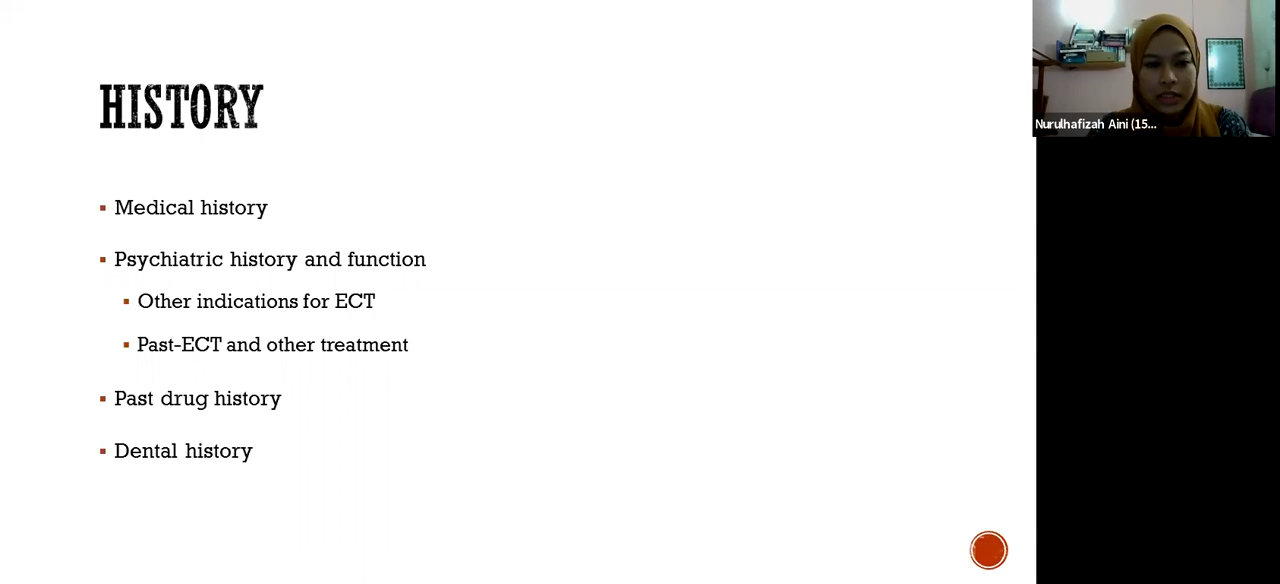 HISTORY
Medical history
Psychiatric history and function
Other indications for ECT
Past-ECT and other treatment
Past drug history
Dental history
Nurulhafizah Aini (15...